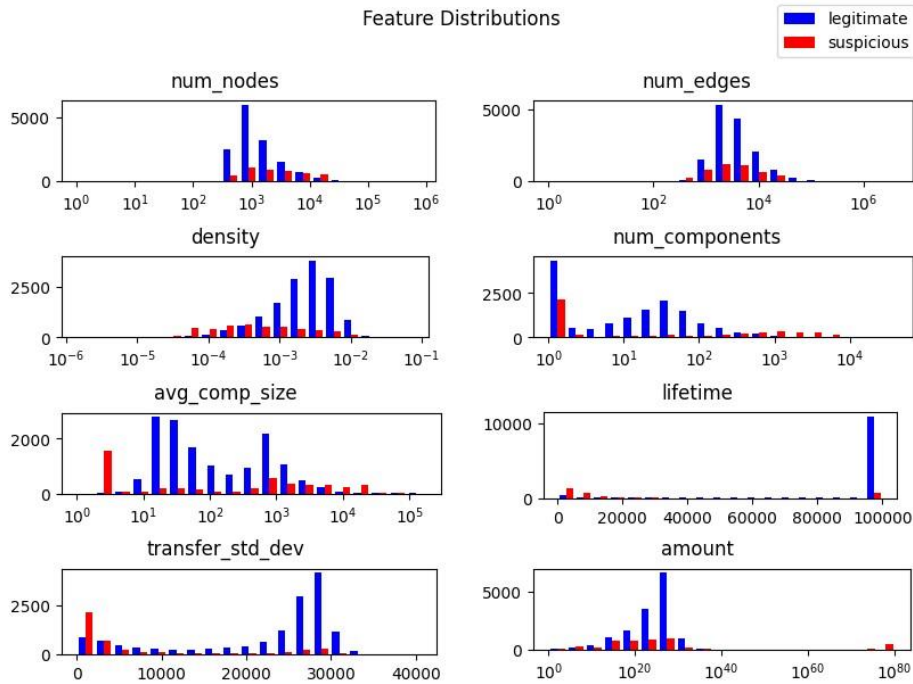 Feature Distributions
legitimate
suspicious
num_nodes
5000
0
10^0 10^1 10^2 10^3 10^4 10^5 10^6
num_edges
5000
0
10^0 10^2 10^4 10^6
density
2500
0
10^−6 10^−5 10^−4 10^−3 10^−2 10^−1
num_components
2500
0
10^0 10^1 10^2 10^3 10^4
avg_comp_size
2000
0
10^0 10^1 10^2 10^3 10^4 10^5
lifetime
10000
0
0 20000 40000 60000 80000 100000
transfer_std_dev
2500
0
0 10000 20000 30000 40000
amount
5000
0
10^0 10^20 10^40 10^60 10^80